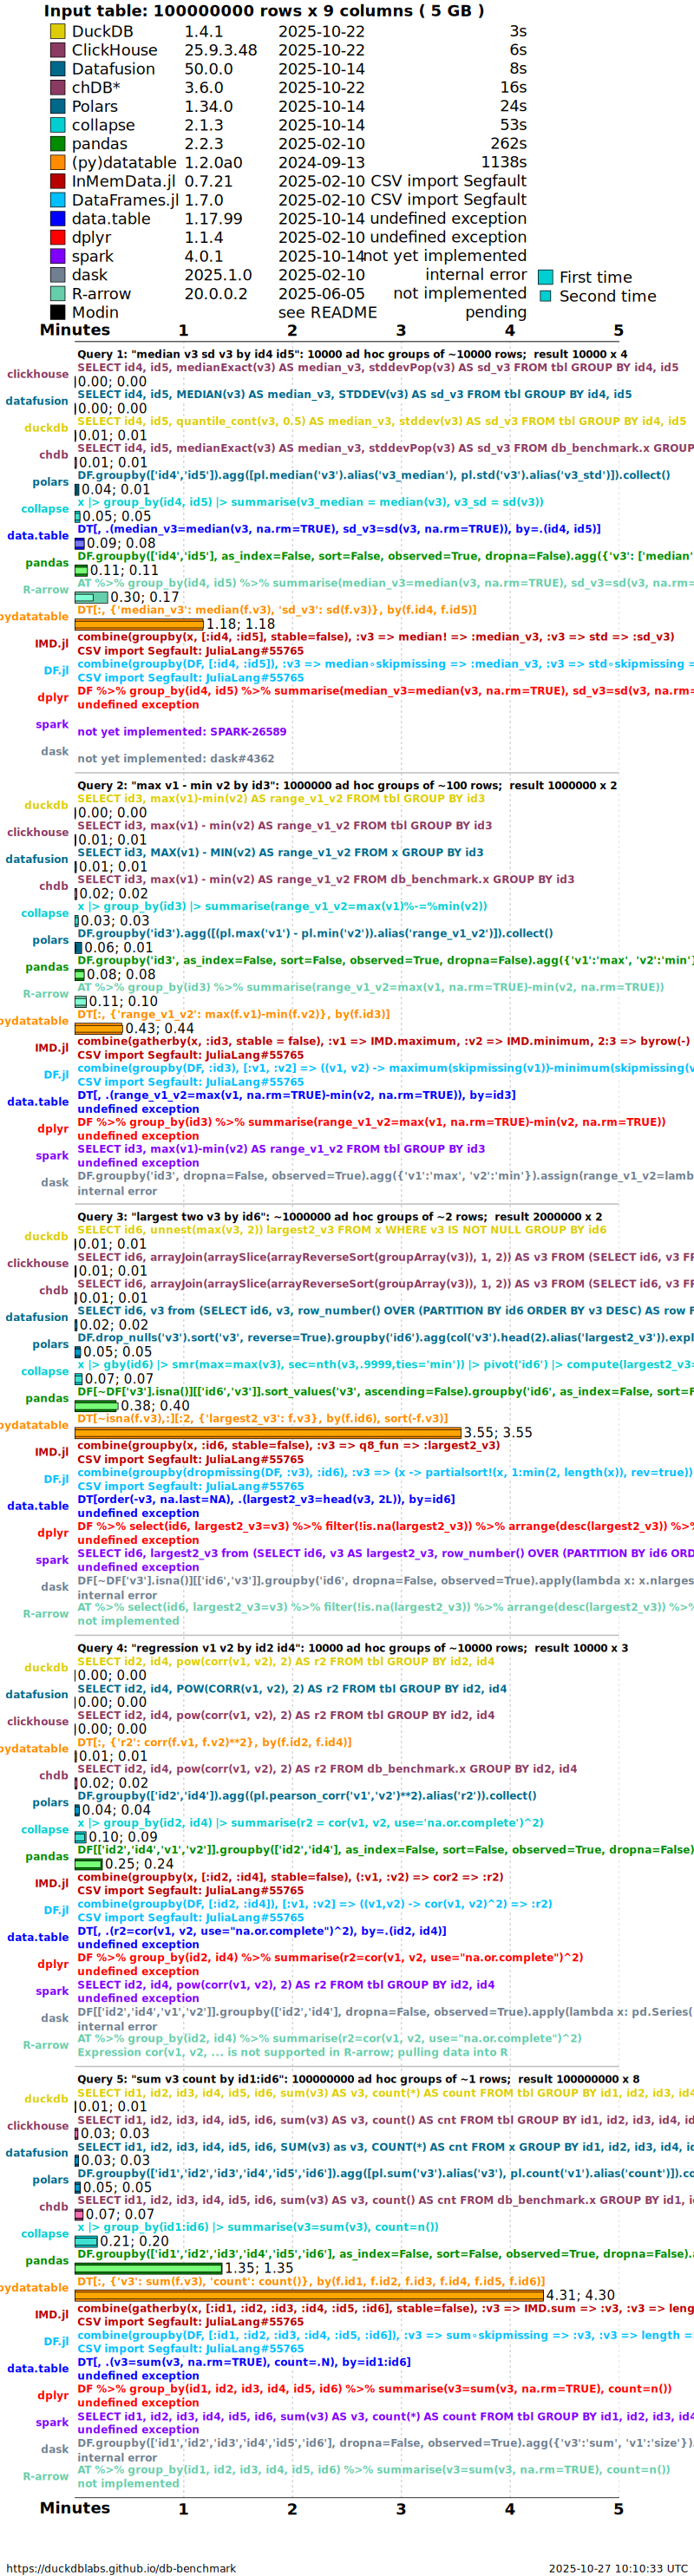 Input table: 100000000 rows x 9 columns ( 5 GB )
DuckDB 1.4.1 2025-10-22 3s
ClickHouse 25.9.3.48 2025-10-22 6s
Datafusion 50.0.0 2025-10-14 8s
chDB* 3.6.0 2025-10-22 16s
Polars 1.34.0 2025-10-14 24s
collapse 2.1.3 2025-10-14 53s
pandas 2.2.3 2025-02-10 262s
(py)datatable 1.2.0a0 2024-09-13 1138s
InMemData.jl 0.7.21 2025-02-10 CSV import Segfault
DataFrames.jl 1.7.0 2025-02-10 CSV import Segfault
data.table 1.17.99 2025-10-14 undefined exception
dplyr 1.1.4 2025-02-10 undefined exception
spark 4.0.1 2025-10-14 not yet implemented
dask 2025.1.0 2025-02-10 internal error
R-arrow 20.0.0.2 2025-06-05 not implemented
Modin see README pending
First time
Second time
Minutes 1 2 3 4 5
Query 1: "median v3 sd v3 by id4 id5": 10000 ad hoc groups of ~10000 rows; result 10000 x 4
clickhouse SELECT id4, id5, medianExact(v3) AS median_v3, stddevPop(v3) AS sd_v3 FROM tbl GROUP BY id4, id5
0.00; 0.00
datafusion SELECT id4, id5, MEDIAN(v3) AS median_v3, STDDEV(v3) AS sd_v3 FROM tbl GROUP BY id4, id5
0.00; 0.00
duckdb SELECT id4, id5, quantile_cont(v3, 0.5) AS median_v3, stddev(v3) AS sd_v3 FROM tbl GROUP BY id4, id5
0.01; 0.01
chdb SELECT id4, id5, medianExact(v3) AS median_v3, stddevPop(v3) AS sd_v3 FROM db_benchmark.x GROUP
0.01; 0.01
polars DF.groupby(['id4','id5']).agg([pl.median('v3').alias('v3_median'), pl.std('v3').alias('v3_std')]).collect()
0.04; 0.01
collapse x |> group_by(id4, id5) |> summarise(v3_median = median(v3), v3_sd = sd(v3))
0.05; 0.05
data.table DT[, .(median_v3=median(v3, na.rm=TRUE), sd_v3=sd(v3, na.rm=TRUE)), by=.(id4, id5)]
0.09; 0.08
pandas DF.groupby(['id4','id5'], as_index=False, sort=False, observed=True, dropna=False).agg({'v3': ['median'
0.11; 0.11
R-arrow AT %>% group_by(id4, id5) %>% summarise(median_v3=median(v3, na.rm=TRUE), sd_v3=sd(v3, na.rm=
0.30; 0.17
pydatatable DT[:, {'median_v3': median(f.v3), 'sd_v3': sd(f.v3)}, by(f.id4, f.id5)]
1.18; 1.18
IMD.jl combine(groupby(x, [:id4, :id5], stable=false), :v3 => median! => :median_v3, :v3 => std => :sd_v3)
CSV import Segfault: JuliaLang#55765
DF.jl combine(groupby(DF, [:id4, :id5]), :v3 => median∘skipmissing => :median_v3, :v3 => std∘skipmissing =
CSV import Segfault: JuliaLang#55765
dplyr DF %>% group_by(id4, id5) %>% summarise(median_v3=median(v3, na.rm=TRUE), sd_v3=sd(v3, na.rm=
undefined exception
spark
not yet implemented: SPARK-26589
dask
not yet implemented: dask#4362
Query 2: "max v1 - min v2 by id3": 1000000 ad hoc groups of ~100 rows; result 1000000 x 2
duckdb SELECT id3, max(v1)-min(v2) AS range_v1_v2 FROM tbl GROUP BY id3
0.00; 0.00
clickhouse SELECT id3, max(v1) - min(v2) AS range_v1_v2 FROM tbl GROUP BY id3
0.01; 0.01
datafusion SELECT id3, MAX(v1) - MIN(v2) AS range_v1_v2 FROM x GROUP BY id3
0.01; 0.01
chdb SELECT id3, max(v1) - min(v2) AS range_v1_v2 FROM db_benchmark.x GROUP BY id3
0.02; 0.02
collapse x |> group_by(id3) |> summarise(range_v1_v2=max(v1)%-=%min(v2))
0.03; 0.03
polars DF.groupby('id3').agg([(pl.max('v1') - pl.min('v2')).alias('range_v1_v2')]).collect()
0.06; 0.01
pandas DF.groupby('id3', as_index=False, sort=False, observed=True, dropna=False).agg({'v1':'max', 'v2':'min'}
0.08; 0.08
R-arrow AT %>% group_by(id3) %>% summarise(range_v1_v2=max(v1, na.rm=TRUE)-min(v2, na.rm=TRUE))
0.11; 0.10
pydatatable DT[:, {'range_v1_v2': max(f.v1)-min(f.v2)}, by(f.id3)]
0.43; 0.44
IMD.jl combine(gatherby(x, :id3, stable = false), :v1 => IMD.maximum, :v2 => IMD.minimum, 2:3 => byrow(-)
CSV import Segfault: JuliaLang#55765
DF.jl combine(groupby(DF, :id3), [:v1, :v2] => ((v1, v2) -> maximum(skipmissing(v1))-minimum(skipmissing(v
CSV import Segfault: JuliaLang#55765
data.table DT[, .(range_v1_v2=max(v1, na.rm=TRUE)-min(v2, na.rm=TRUE)), by=id3]
undefined exception
dplyr DF %>% group_by(id3) %>% summarise(range_v1_v2=max(v1, na.rm=TRUE)-min(v2, na.rm=TRUE))
undefined exception
spark SELECT id3, max(v1)-min(v2) AS range_v1_v2 FROM tbl GROUP BY id3
undefined exception
dask DF.groupby('id3', dropna=False, observed=True).agg({'v1':'max', 'v2':'min'}).assign(range_v1_v2=lamb
internal error
Query 3: "largest two v3 by id6": ~1000000 ad hoc groups of ~2 rows; result 2000000 x 2
duckdb SELECT id6, unnest(max(v3, 2)) largest2_v3 FROM x WHERE v3 IS NOT NULL GROUP BY id6
0.01; 0.01
clickhouse SELECT id6, arrayJoin(arraySlice(arrayReverseSort(groupArray(v3)), 1, 2)) AS v3 FROM (SELECT id6, v3 FR
0.01; 0.01
chdb SELECT id6, arrayJoin(arraySlice(arrayReverseSort(groupArray(v3)), 1, 2)) AS v3 FROM (SELECT id6, v3 FR
0.01; 0.01
datafusion SELECT id6, v3 from (SELECT id6, v3, row_number() OVER (PARTITION BY id6 ORDER BY v3 DESC) AS row F
0.02; 0.02
polars DF.drop_nulls('v3').sort('v3', reverse=True).groupby('id6').agg(col('v3').head(2).alias('largest2_v3')).expl
0.05; 0.05
collapse x |> gby(id6) |> smr(max=max(v3), sec=nth(v3,.9999,ties='min')) |> pivot('id6') |> compute(largest2_v3=
0.07; 0.07
pandas DF[~DF['v3'].isna()][['id6','v3']].sort_values('v3', ascending=False).groupby('id6', as_index=False, sort=F
0.38; 0.40
pydatatable DT[~isna(f.v3),:][:2, {'largest2_v3': f.v3}, by(f.id6), sort(-f.v3)]
3.55; 3.55
IMD.jl combine(groupby(x, :id6, stable=false), :v3 => q8_fun => :largest2_v3)
CSV import Segfault: JuliaLang#55765
DF.jl combine(groupby(dropmissing(DF, :v3), :id6), :v3 => (x -> partialsort!(x, 1:min(2, length(x)), rev=true))
CSV import Segfault: JuliaLang#55765
data.table DT[order(-v3, na.last=NA), .(largest2_v3=head(v3, 2L)), by=id6]
undefined exception
dplyr DF %>% select(id6, largest2_v3=v3) %>% filter(!is.na(largest2_v3)) %>% arrange(desc(largest2_v3)) %>%
undefined exception
spark SELECT id6, largest2_v3 from (SELECT id6, v3 AS largest2_v3, row_number() OVER (PARTITION BY id6 ORD
undefined exception
dask DF[~DF['v3'].isna()][['id6','v3']].groupby('id6', dropna=False, observed=True).apply(lambda x: x.nlarges
internal error
R-arrow AT %>% select(id6, largest2_v3=v3) %>% filter(!is.na(largest2_v3)) %>% arrange(desc(largest2_v3)) %>%
not implemented
Query 4: "regression v1 v2 by id2 id4": 10000 ad hoc groups of ~10000 rows; result 10000 x 3
duckdb SELECT id2, id4, pow(corr(v1, v2), 2) AS r2 FROM tbl GROUP BY id2, id4
0.00; 0.00
datafusion SELECT id2, id4, POW(CORR(v1, v2), 2) AS r2 FROM tbl GROUP BY id2, id4
0.00; 0.00
clickhouse SELECT id2, id4, pow(corr(v1, v2), 2) AS r2 FROM tbl GROUP BY id2, id4
0.00; 0.00
pydatatable DT[:, {'r2': corr(f.v1, f.v2)**2}, by(f.id2, f.id4)]
0.01; 0.01
chdb SELECT id2, id4, pow(corr(v1, v2), 2) AS r2 FROM db_benchmark.x GROUP BY id2, id4
0.02; 0.02
polars DF.groupby(['id2','id4']).agg((pl.pearson_corr('v1','v2')**2).alias('r2')).collect()
0.04; 0.04
collapse x |> group_by(id2, id4) |> summarise(r2 = cor(v1, v2, use='na.or.complete')^2)
0.10; 0.09
pandas DF[['id2','id4','v1','v2']].groupby(['id2','id4'], as_index=False, sort=False, observed=True, dropna=False)
0.25; 0.24
IMD.jl combine(groupby(x, [:id2, :id4], stable=false), (:v1, :v2) => cor2 => :r2)
CSV import Segfault: JuliaLang#55765
DF.jl combine(groupby(DF, [:id2, :id4]), [:v1, :v2] => ((v1,v2) -> cor(v1, v2)^2) => :r2)
CSV import Segfault: JuliaLang#55765
data.table DT[, .(r2=cor(v1, v2, use="na.or.complete")^2), by=.(id2, id4)]
undefined exception
dplyr DF %>% group_by(id2, id4) %>% summarise(r2=cor(v1, v2, use="na.or.complete")^2)
undefined exception
spark SELECT id2, id4, pow(corr(v1, v2), 2) AS r2 FROM tbl GROUP BY id2, id4
undefined exception
dask DF[['id2','id4','v1','v2']].groupby(['id2','id4'], dropna=False, observed=True).apply(lambda x: pd.Series(
internal error
R-arrow AT %>% group_by(id2, id4) %>% summarise(r2=cor(v1, v2, use="na.or.complete")^2)
Expression cor(v1, v2, ... is not supported in R-arrow; pulling data into R
Query 5: "sum v3 count by id1:id6": 100000000 ad hoc groups of ~1 rows; result 100000000 x 8
duckdb SELECT id1, id2, id3, id4, id5, id6, sum(v3) AS v3, count(*) AS count FROM tbl GROUP BY id1, id2, id3, id4
0.01; 0.01
clickhouse SELECT id1, id2, id3, id4, id5, id6, sum(v3) AS v3, count() AS cnt FROM tbl GROUP BY id1, id2, id3, id4, id
0.03; 0.03
datafusion SELECT id1, id2, id3, id4, id5, id6, SUM(v3) as v3, COUNT(*) AS cnt FROM x GROUP BY id1, id2, id3, id4, id
0.03; 0.03
polars DF.groupby(['id1','id2','id3','id4','id5','id6']).agg([pl.sum('v3').alias('v3'), pl.count('v1').alias('count')]).co
0.05; 0.05
chdb SELECT id1, id2, id3, id4, id5, id6, sum(v3) AS v3, count() AS cnt FROM db_benchmark.x GROUP BY id1, i
0.07; 0.07
collapse x |> group_by(id1:id6) |> summarise(v3=sum(v3), count=n())
0.21; 0.20
pandas DF.groupby(['id1','id2','id3','id4','id5','id6'], as_index=False, sort=False, observed=True, dropna=False).a
1.35; 1.35
pydatatable DT[:, {'v3': sum(f.v3), 'count': count()}, by(f.id1, f.id2, f.id3, f.id4, f.id5, f.id6)]
4.31; 4.30
IMD.jl combine(gatherby(x, [:id1, :id2, :id3, :id4, :id5, :id6], stable=false), :v3 => IMD.sum => :v3, :v3 => leng
CSV import Segfault: JuliaLang#55765
DF.jl combine(groupby(DF, [:id1, :id2, :id3, :id4, :id5, :id6]), :v3 => sum∘skipmissing => :v3, :v3 => length =
CSV import Segfault: JuliaLang#55765
data.table DT[, .(v3=sum(v3, na.rm=TRUE), count=.N), by=id1:id6]
undefined exception
dplyr DF %>% group_by(id1, id2, id3, id4, id5, id6) %>% summarise(v3=sum(v3, na.rm=TRUE), count=n())
undefined exception
spark SELECT id1, id2, id3, id4, id5, id6, sum(v3) AS v3, count(*) AS count FROM tbl GROUP BY id1, id2, id3, id4
undefined exception
dask DF.groupby(['id1','id2','id3','id4','id5','id6'], dropna=False, observed=True).agg({'v3':'sum', 'v1':'size'}).
internal error
R-arrow AT %>% group_by(id1, id2, id3, id4, id5, id6) %>% summarise(v3=sum(v3, na.rm=TRUE), count=n())
not implemented
Minutes 1 2 3 4 5
https://duckdblabs.github.io/db-benchmark 2025-10-27 10:10:33 UTC